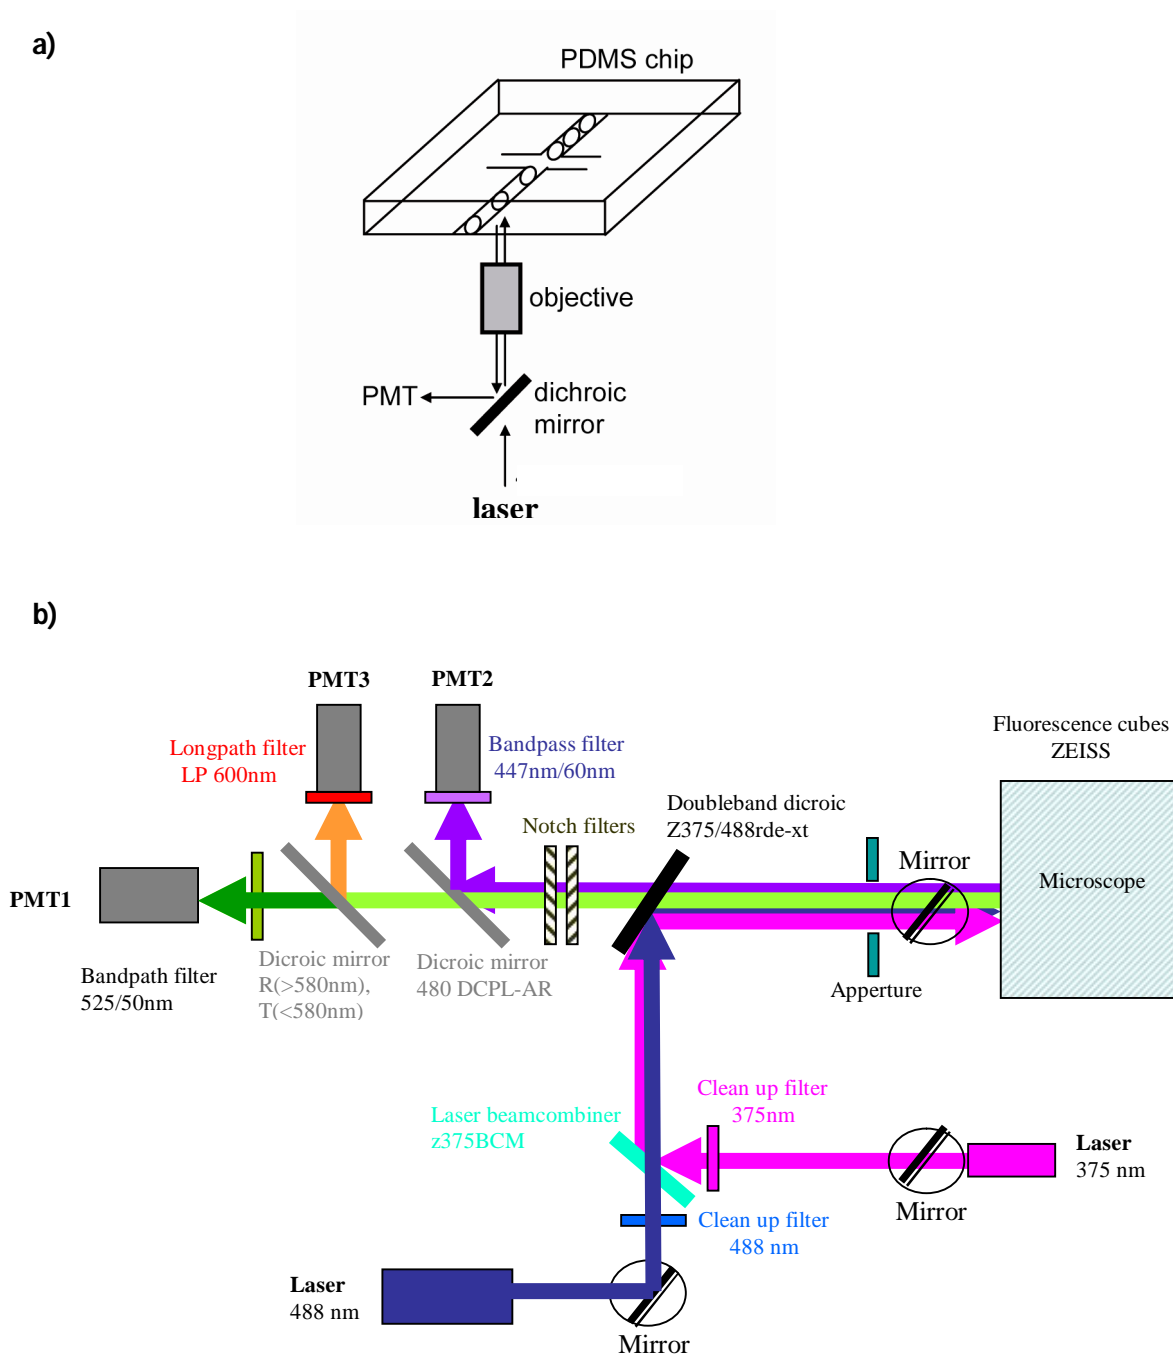 a)
PDMS chip
objective
PMT
dichroic
mirror
laser
b)
PMT3
PMT2
Longpath filter
LP 600nm
Bandpass filter
447nm/60nm
Fluorescence cubes
ZEISS
Doubleband dicroic
Z375/488rde-xt
Notch filters
Mirror
Microscope
PMT1
Bandpath filter
525/50nm
Dicroic mirror
R(>580nm),
T(<580nm)
Dicroic mirror
480 DCPL-AR
Apperture
Clean up filter
375nm
Laser beamcombiner
z375BCM
Laser
375 nm
Mirror
Clean up filter
488 nm
Laser
488 nm
Mirror